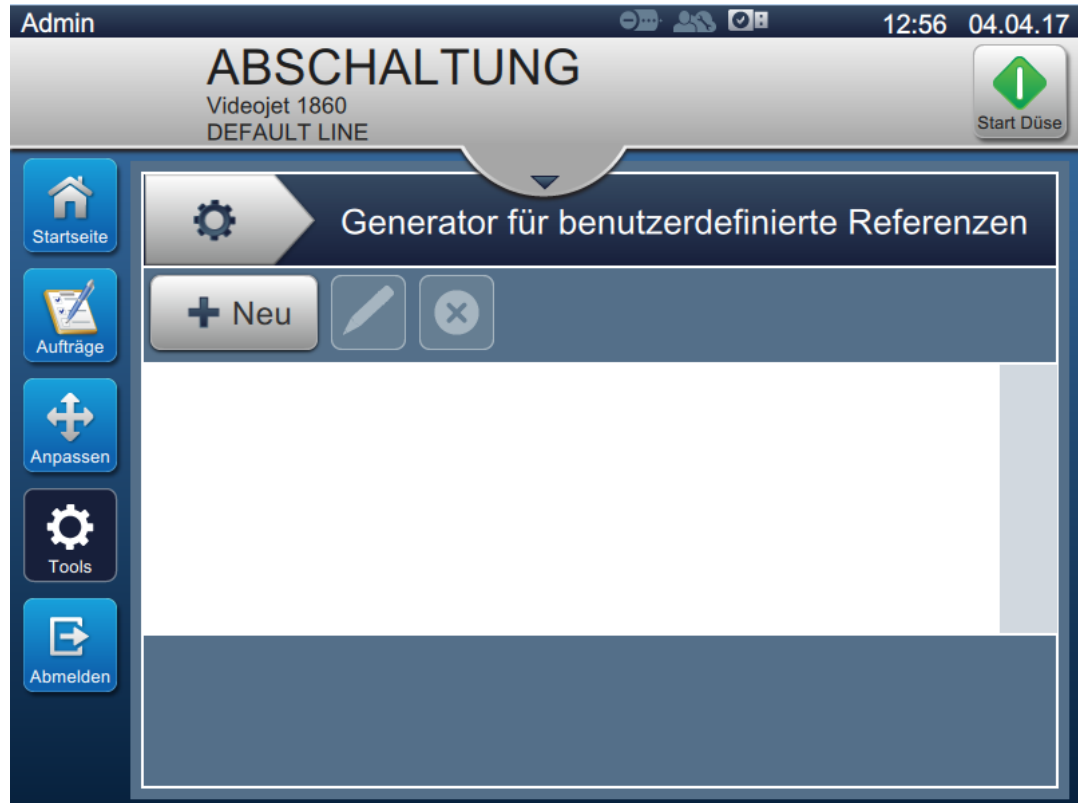 Admin
12:56 04.04.17
ABSCHALTUNG
Videojet 1860
DEFAULT LINE
Start Düse
Startseite
Generator für benutzerdefinierte Referenzen
Neu
Aufträge
Anpassen
Tools
Abmelden